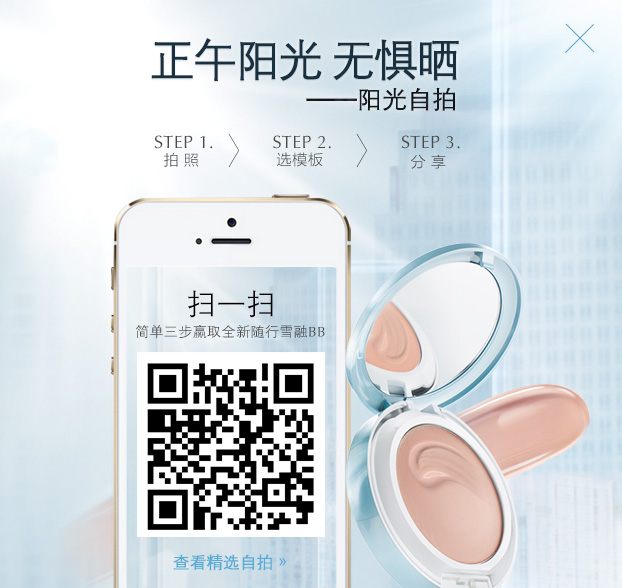 正午阳光 无惧晒
——阳光自拍
STEP 1.
拍照
STEP 2.
选模板
STEP 3.
分享
扫一扫
简单三步赢取全新随行雪融BB
查看精选自拍 »